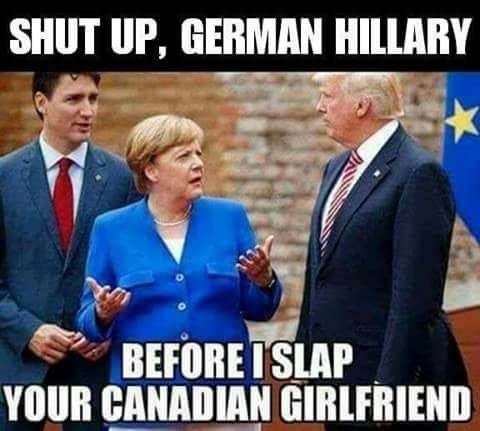 SHUT UP, GERMAN HILLARY
BEFORE I SLAP
YOUR CANADIAN GIRLFRIEND